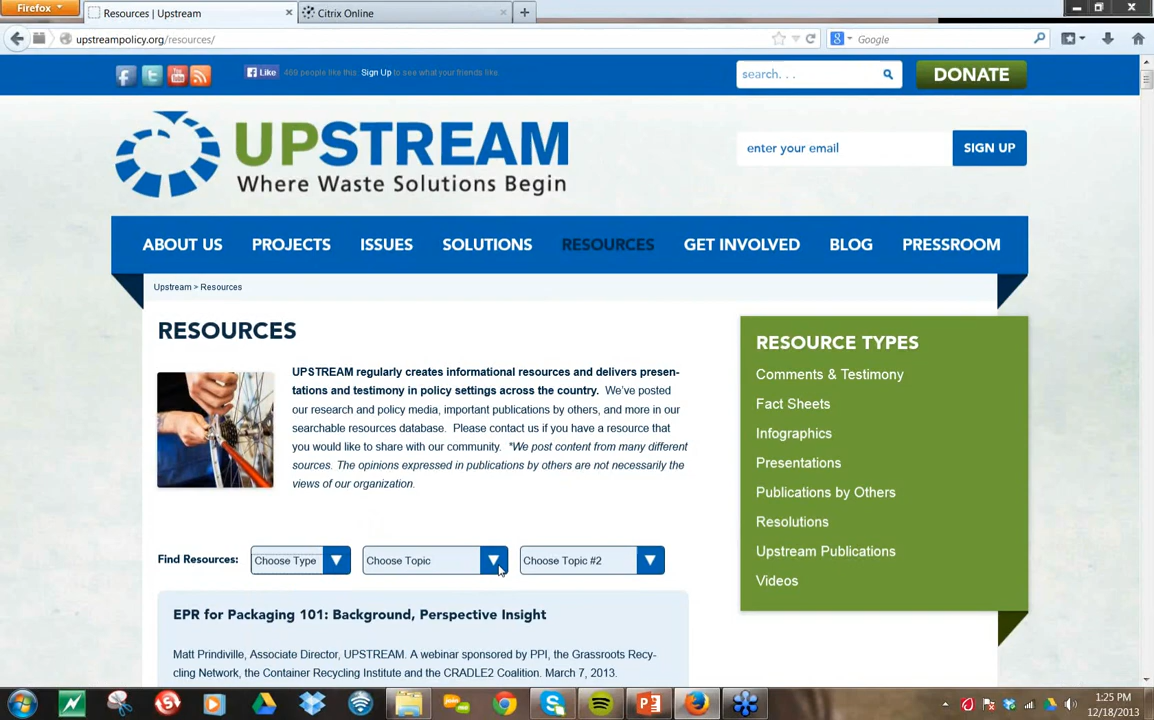 Firefox
Resources | Upstream
Citrix Online
upstreampolicy.org/resources/
Google
Like
469 people like this. Sign Up to see what your friends like.
search. . .
DONATE
UPSTREAM
Where Waste Solutions Begin
enter your email
SIGN UP
ABOUT US PROJECTS ISSUES SOLUTIONS RESOURCES GET INVOLVED BLOG PRESSROOM
Upstream > Resources
RESOURCES
UPSTREAM regularly creates informational resources and delivers presen-
tations and testimony in policy settings across the country. We've posted
our research and policy media, important publications by others, and more in our
searchable resources database. Please contact us if you have a resource that
you would like to share with our community. *We post content from many different
sources. The opinions expressed in publications by others are not necessarily the
views of our organization.
RESOURCE TYPES
Comments & Testimony
Fact Sheets
Infographics
Presentations
Publications by Others
Resolutions
Upstream Publications
Videos
Find Resources: Choose Type Choose Topic Choose Topic #2
EPR for Packaging 101: Background, Perspective Insight
Matt Prindiville, Associate Director, UPSTREAM. A webinar sponsored by PPI, the Grassroots Recy-
cling Network, the Container Recycling Institute and the CRADLE2 Coalition. March 7, 2013.
1:25 PM
12/18/2013